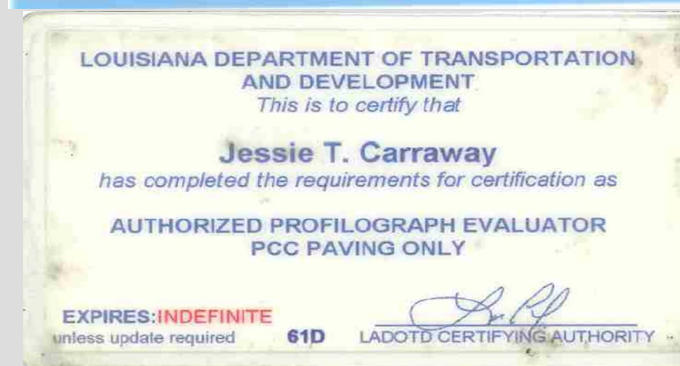 LOUISIANA DEPARTMENT OF TRANSPORTATION
AND DEVELOPMENT
This is to certify that
Jessie T. Carraway
has completed the requirements for certification as
AUTHORIZED PROFILOGRAPH EVALUATOR
PCC PAVING ONLY
EXPIRES:INDEFINITE
unless update required 61D LADOTD CERTIFYING AUTHORITY